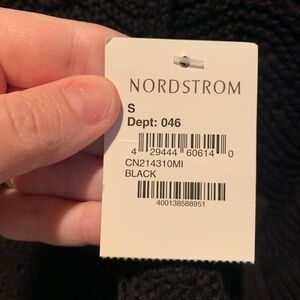 NORDSTROM
S
Dept: 046
4 29444 60614 0
CN214310MI
BLACK
400138588951